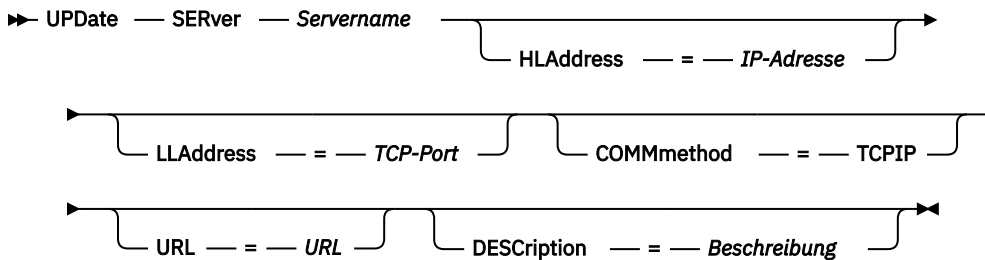 UPDate SERver Servername
HLAddress = IP-Adresse
LLAddress = TCP-Port COMMmethod = TCPIP
URL = URL DESCription = Beschreibung